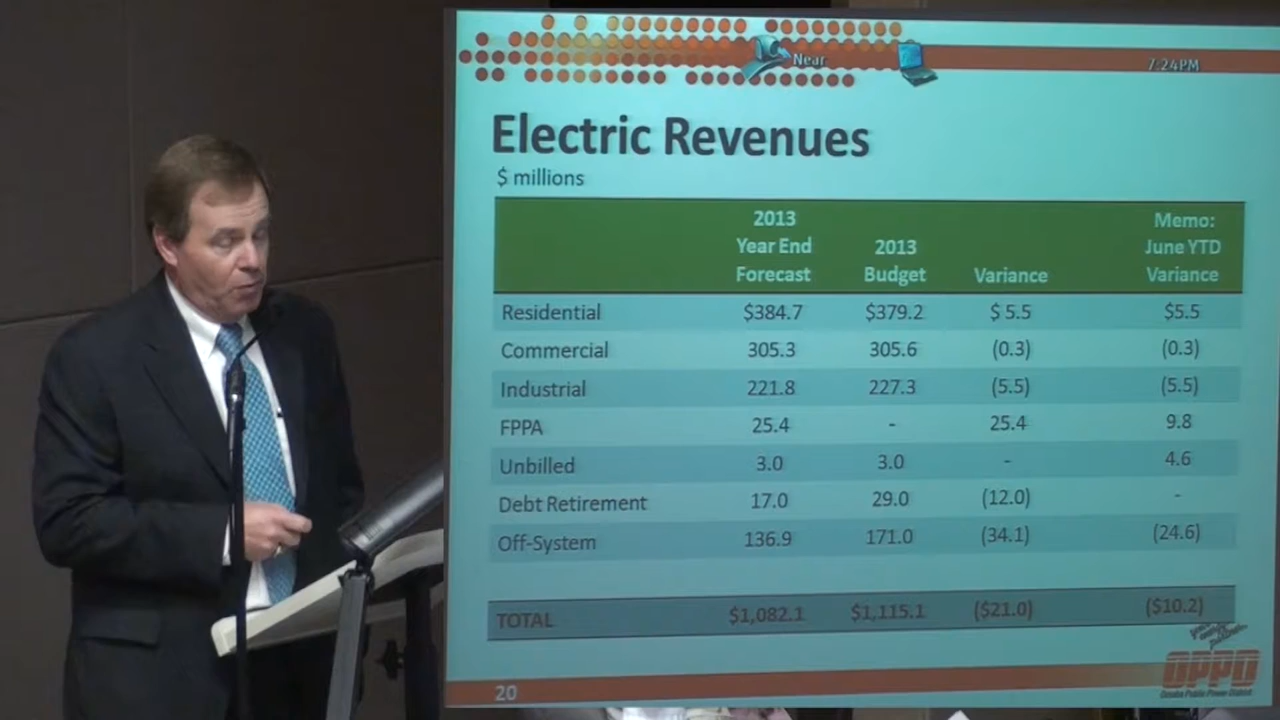 Near
7:24PM
Electric Revenues
$ millions
2013 Year End Forecast 2013 Budget Variance Memo: June YTD Variance
Residential $384.7 $379.2 $ 5.5 $5.5
Commercial 305.3 305.6 (0.3) (0.3)
Industrial 221.8 227.3 (5.5) (5.5)
FPPA 25.4 - 25.4 9.8
Unbilled 3.0 3.0 - 4.6
Debt Retirement 17.0 29.0 (12.0) -
Off-System 136.9 171.0 (34.1) (24.6)
TOTAL $1,082.1 $1,115.1 ($21.0) ($10.2)
OPPD
Omaha Public Power District
20